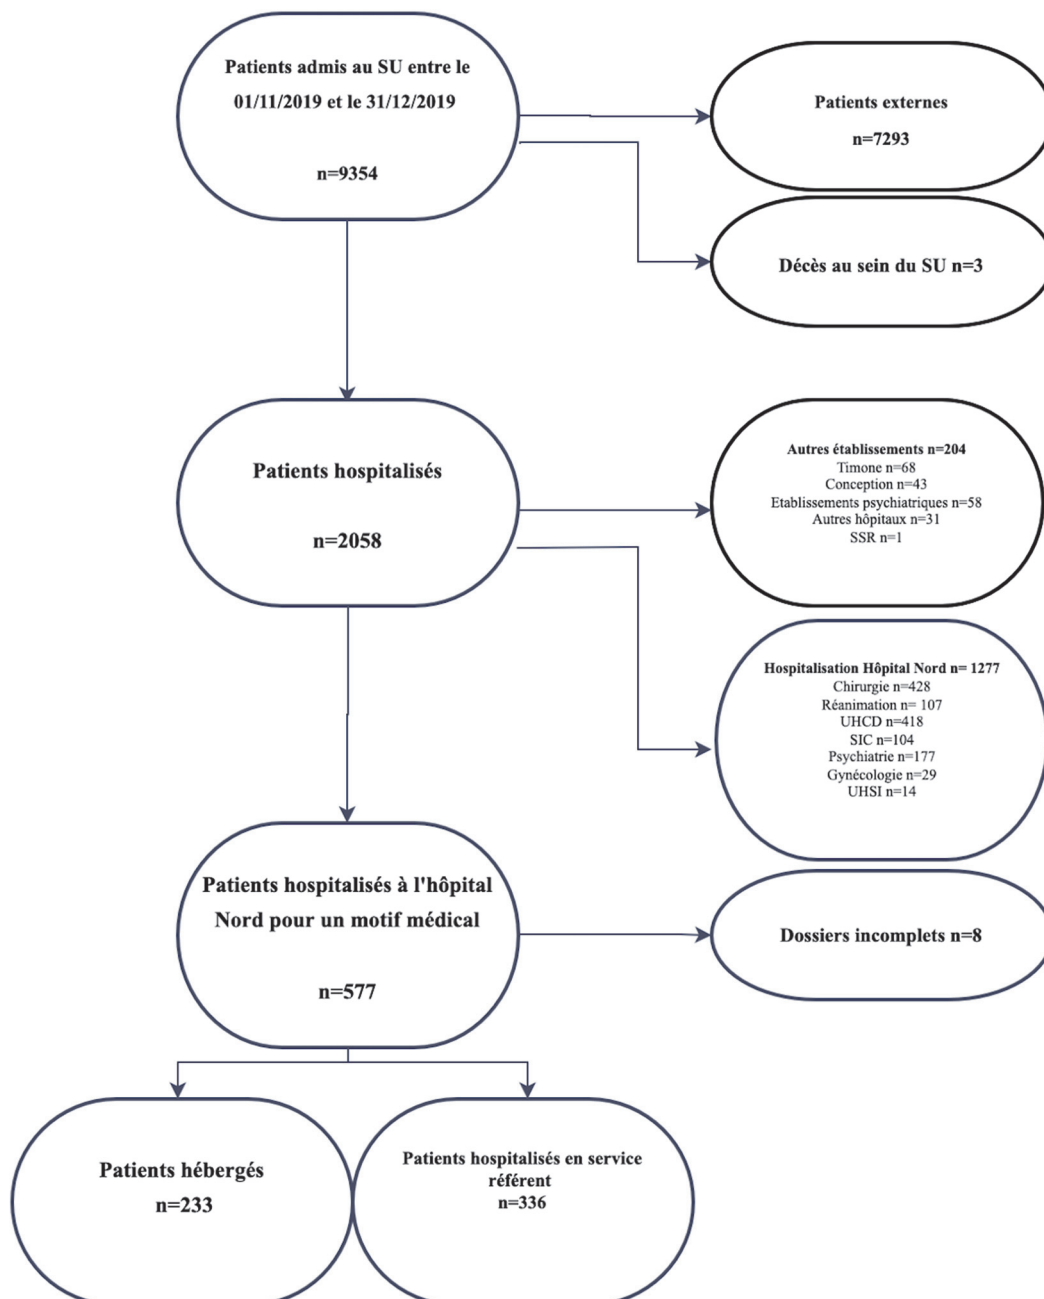 Patients admis au SU entre le
01/11/2019 et le 31/12/2019
n=9354
Patients externes
n=7293
Décès au sein du SU n=3
Patients hospitalisés
n=2058
Autres établissements n=204
Timone n=68
Conception n=43
Etablissements psychiatriques n=58
Autres hôpitaux n=31
SSR n=1
Hospitalisation Hôpital Nord n= 1277
Chirurgie n=428
Réanimation n= 107
UHCD n=418
SIC n=104
Psychiatrie n=177
Gynécologie n=29
UHSI n=14
Patients hospitalisés à l'hôpital
Nord pour un motif médical
n=577
Dossiers incomplets n=8
Patients hébergés
n=233
Patients hospitalisés en service
référent
n=336